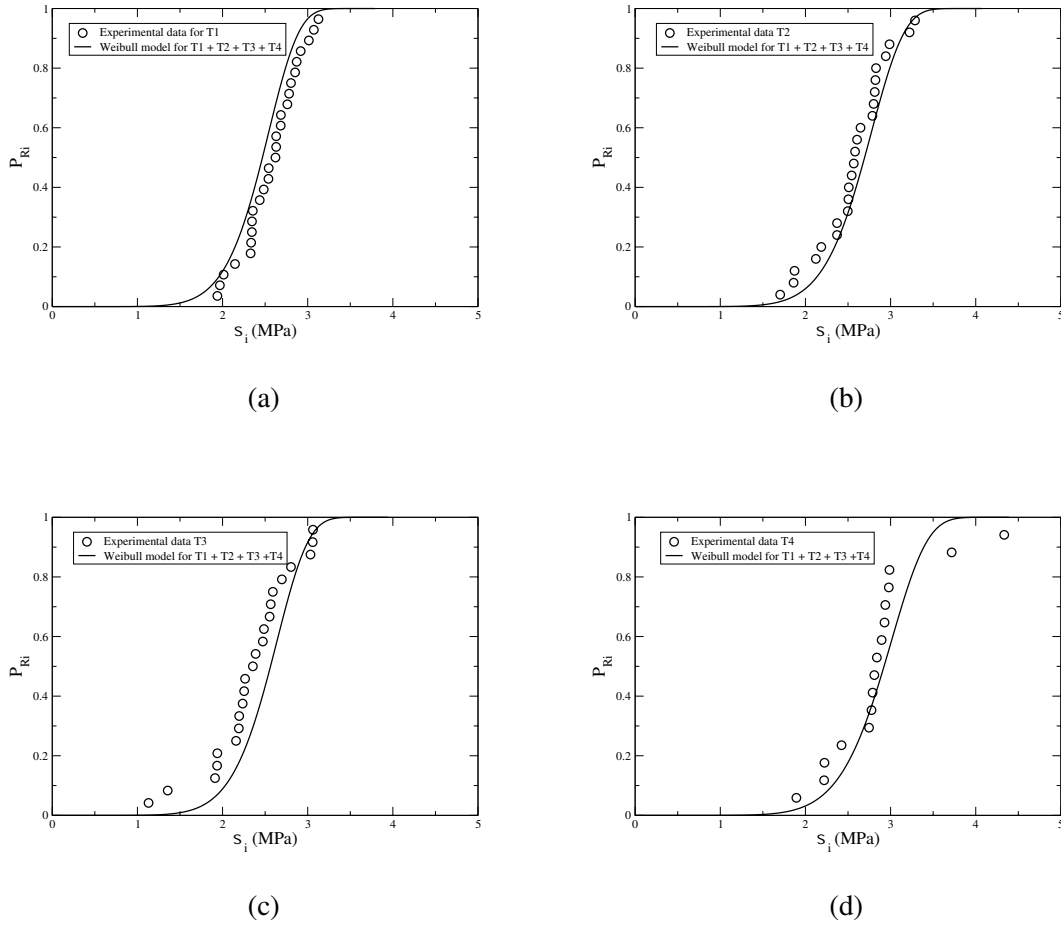 1
Experimental data for T1
Weibull model for T1 + T2 + T3 + T4
0.8
0.6
P_Ri
0.4
0.2
0
0 1 2 3 4 5
s_i (MPa)
(a)
1
Experimental data T2
Weibull model for T1 + T2 + T3 + T4
0.8
0.6
P_Ri
0.4
0.2
0
0 1 2 3 4 5
s_i (MPa)
(b)
1
Experimental data T3
Weibull model for T1 + T2 + T3 +T4
0.8
0.6
P_Ri
0.4
0.2
0
0 1 2 3 4 5
s_i (MPa)
(c)
1
Experimental data T4
Weibull model for T1 + T2 + T3 +T4
0.8
0.6
P_Ri
0.4
0.2
0
0 1 2 3 4 5
s_i (MPa)
(d)